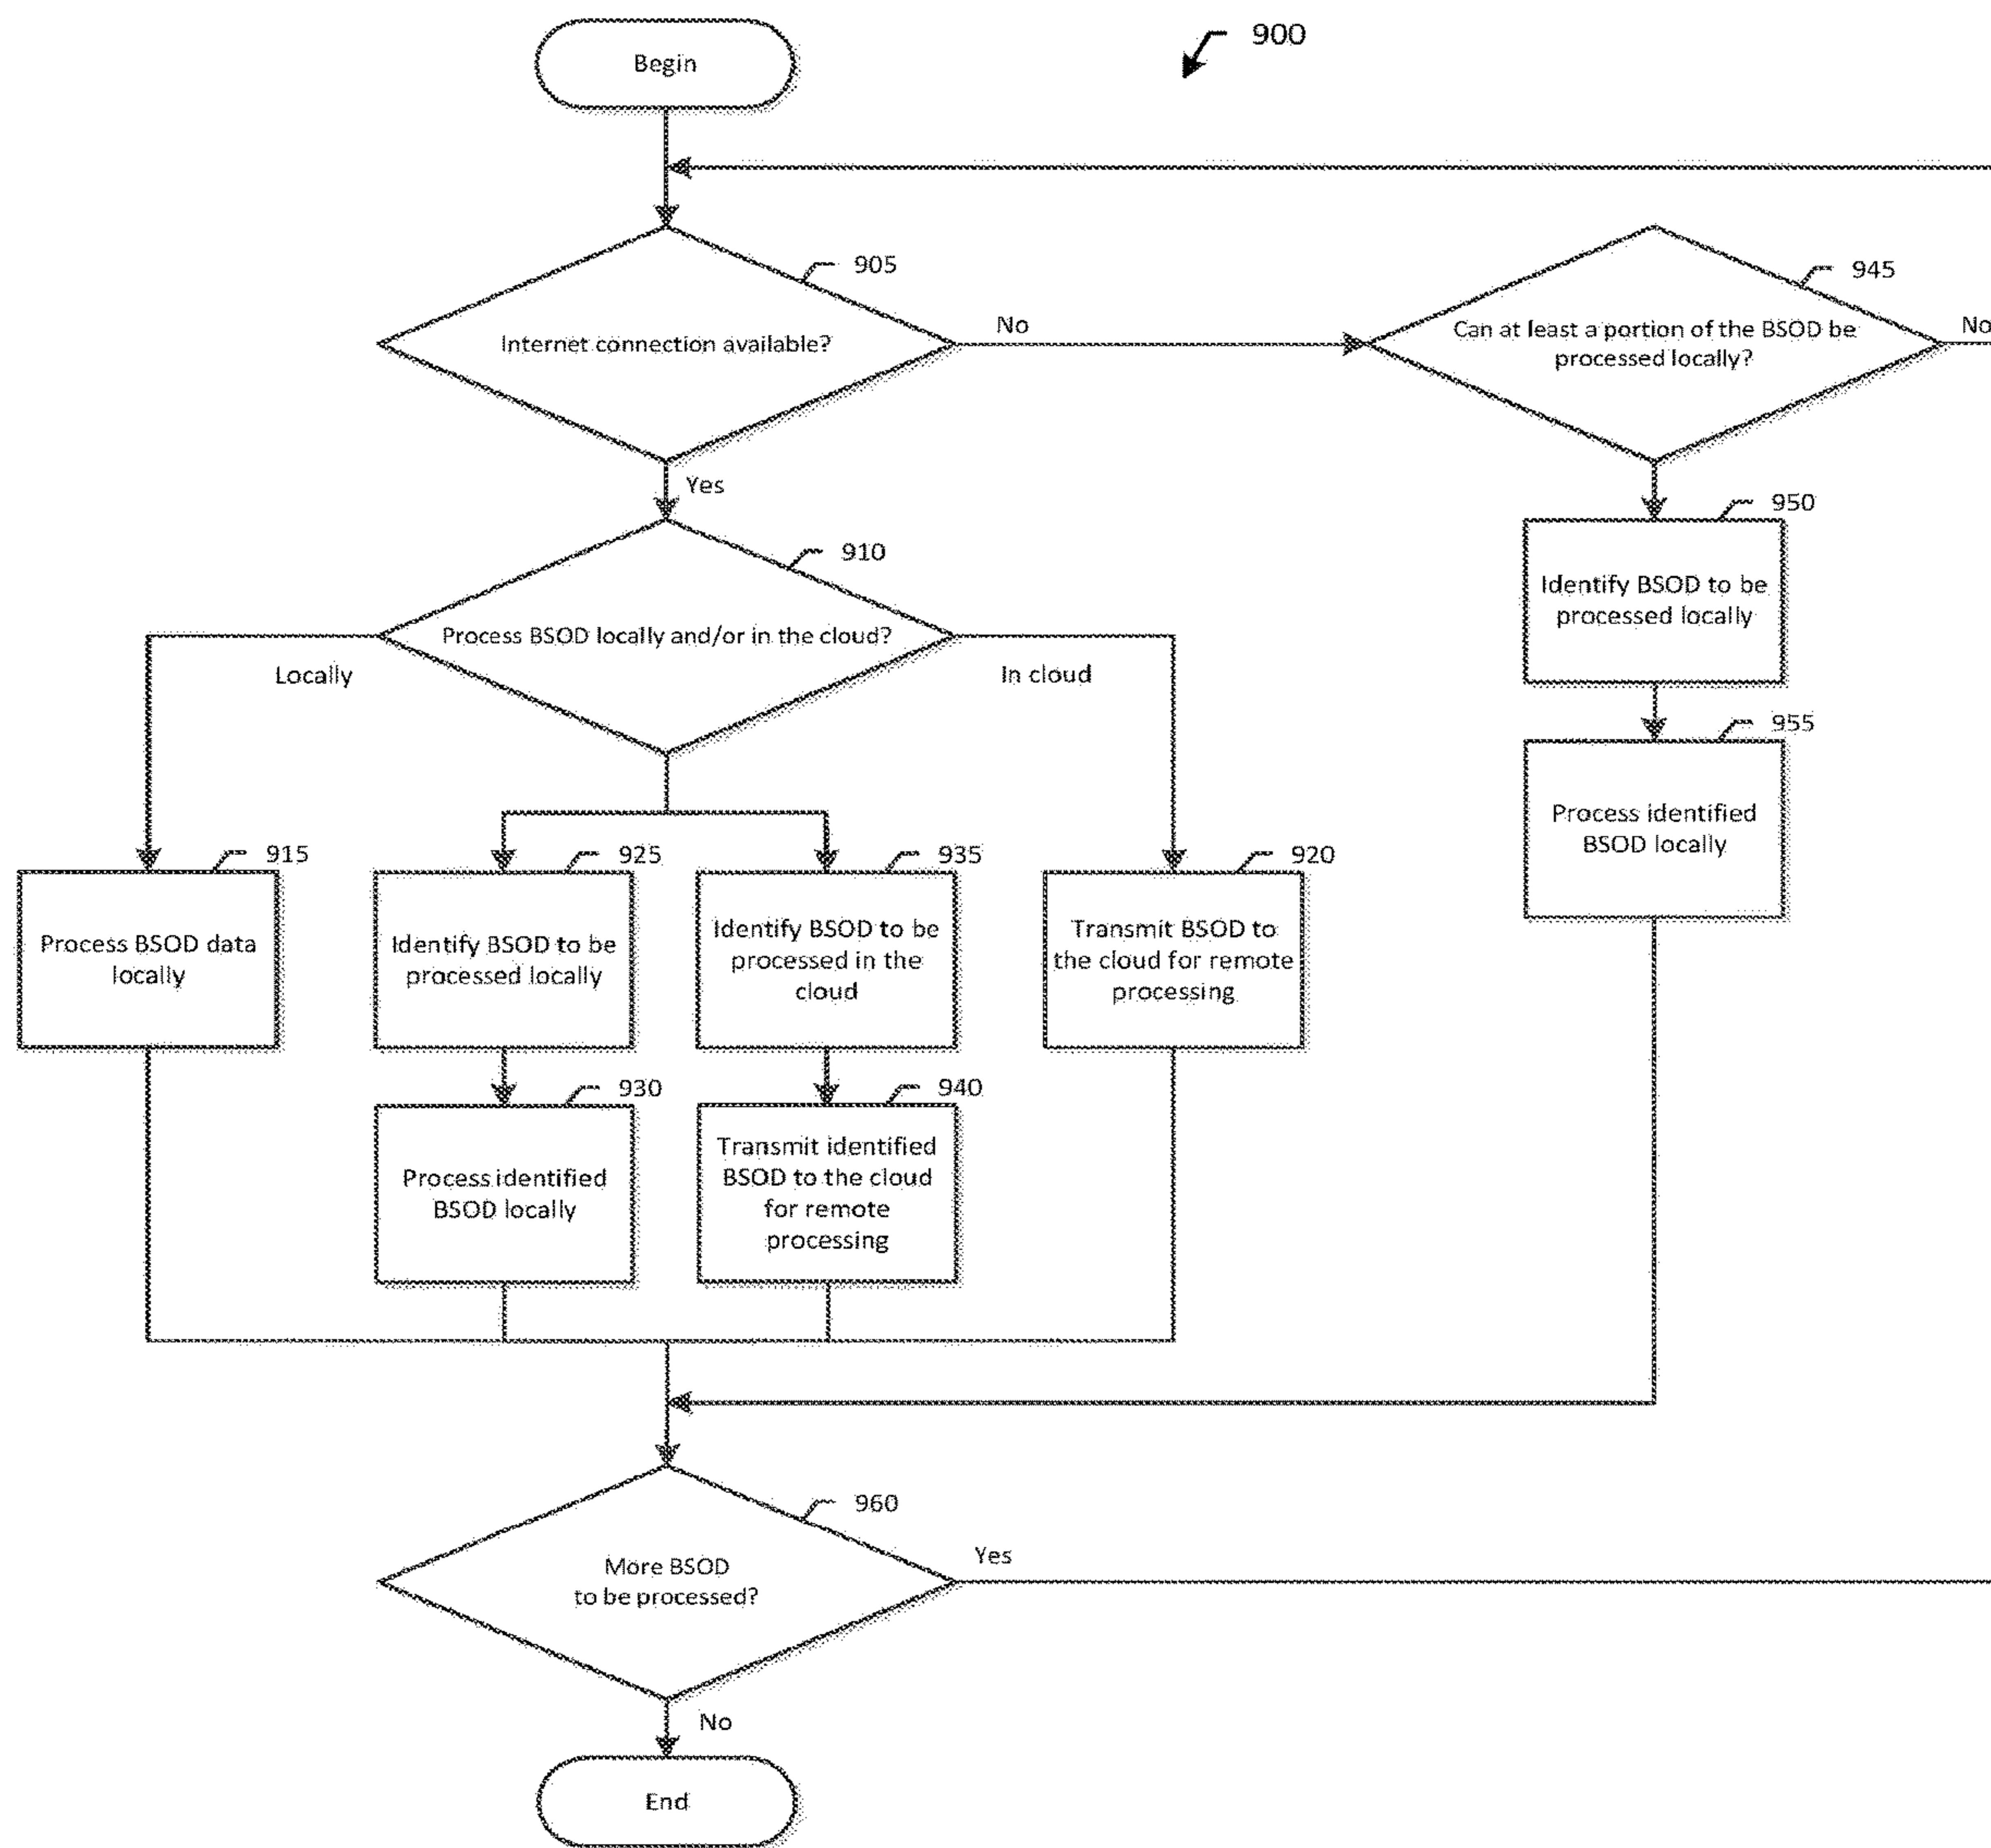 Begin
900
905
Internet connection available?
No
945
Can at least a portion of the BSOD be
processed locally?
No
Yes
910
Process BSOD locally and/or in the cloud?
Locally
In cloud
950
Identify BSOD to be
processed locally
955
Process identified
BSOD locally
915
Process BSOD data
locally
925
Identify BSOD to be
processed locally
935
Identify BSOD to be
processed in the
cloud
920
Transmit BSOD to
the cloud for remote
processing
930
Process identified
BSOD locally
940
Transmit identified
BSOD to the cloud
for remote
processing
960
More BSOD
to be processed?
Yes
No
End